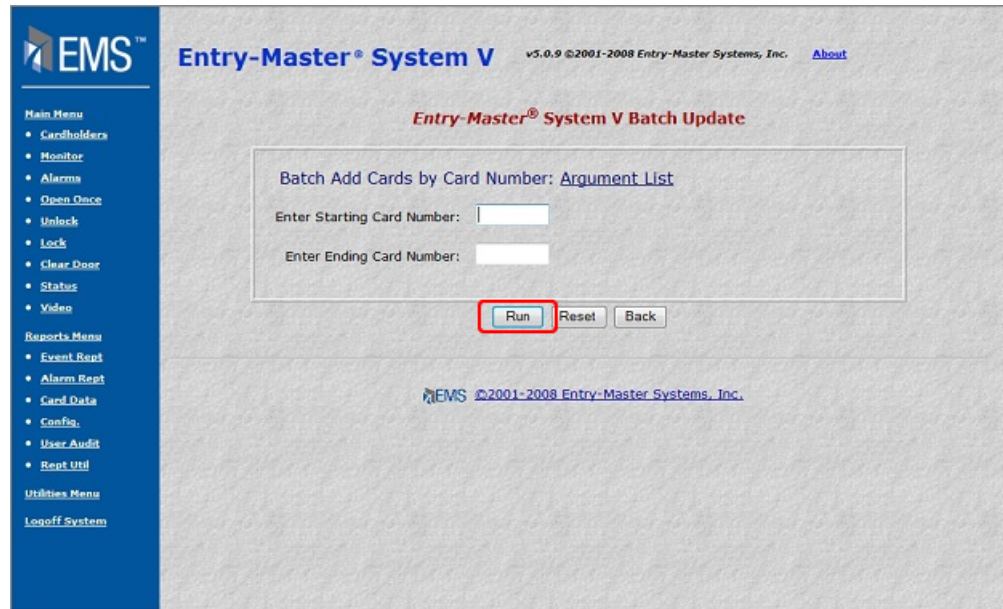 EMS™
Entry-Master® System V v5.0.9 ©2001-2008 Entry-Master Systems, Inc. About
Main Menu
• Cardholders
• Monitor
• Alarms
• Open Once
• Unlock
• Lock
• Clear Door
• Status
• Video
Reports Menu
• Event Rept
• Alarm Rept
• Card Data
• Config.
• User Audit
• Rept Util
Utilities Menu
Logoff System
Entry-Master® System V Batch Update
Batch Add Cards by Card Number: Argument List
Enter Starting Card Number:
Enter Ending Card Number:
Run Reset Back
EMS ©2001-2008 Entry-Master Systems, Inc.